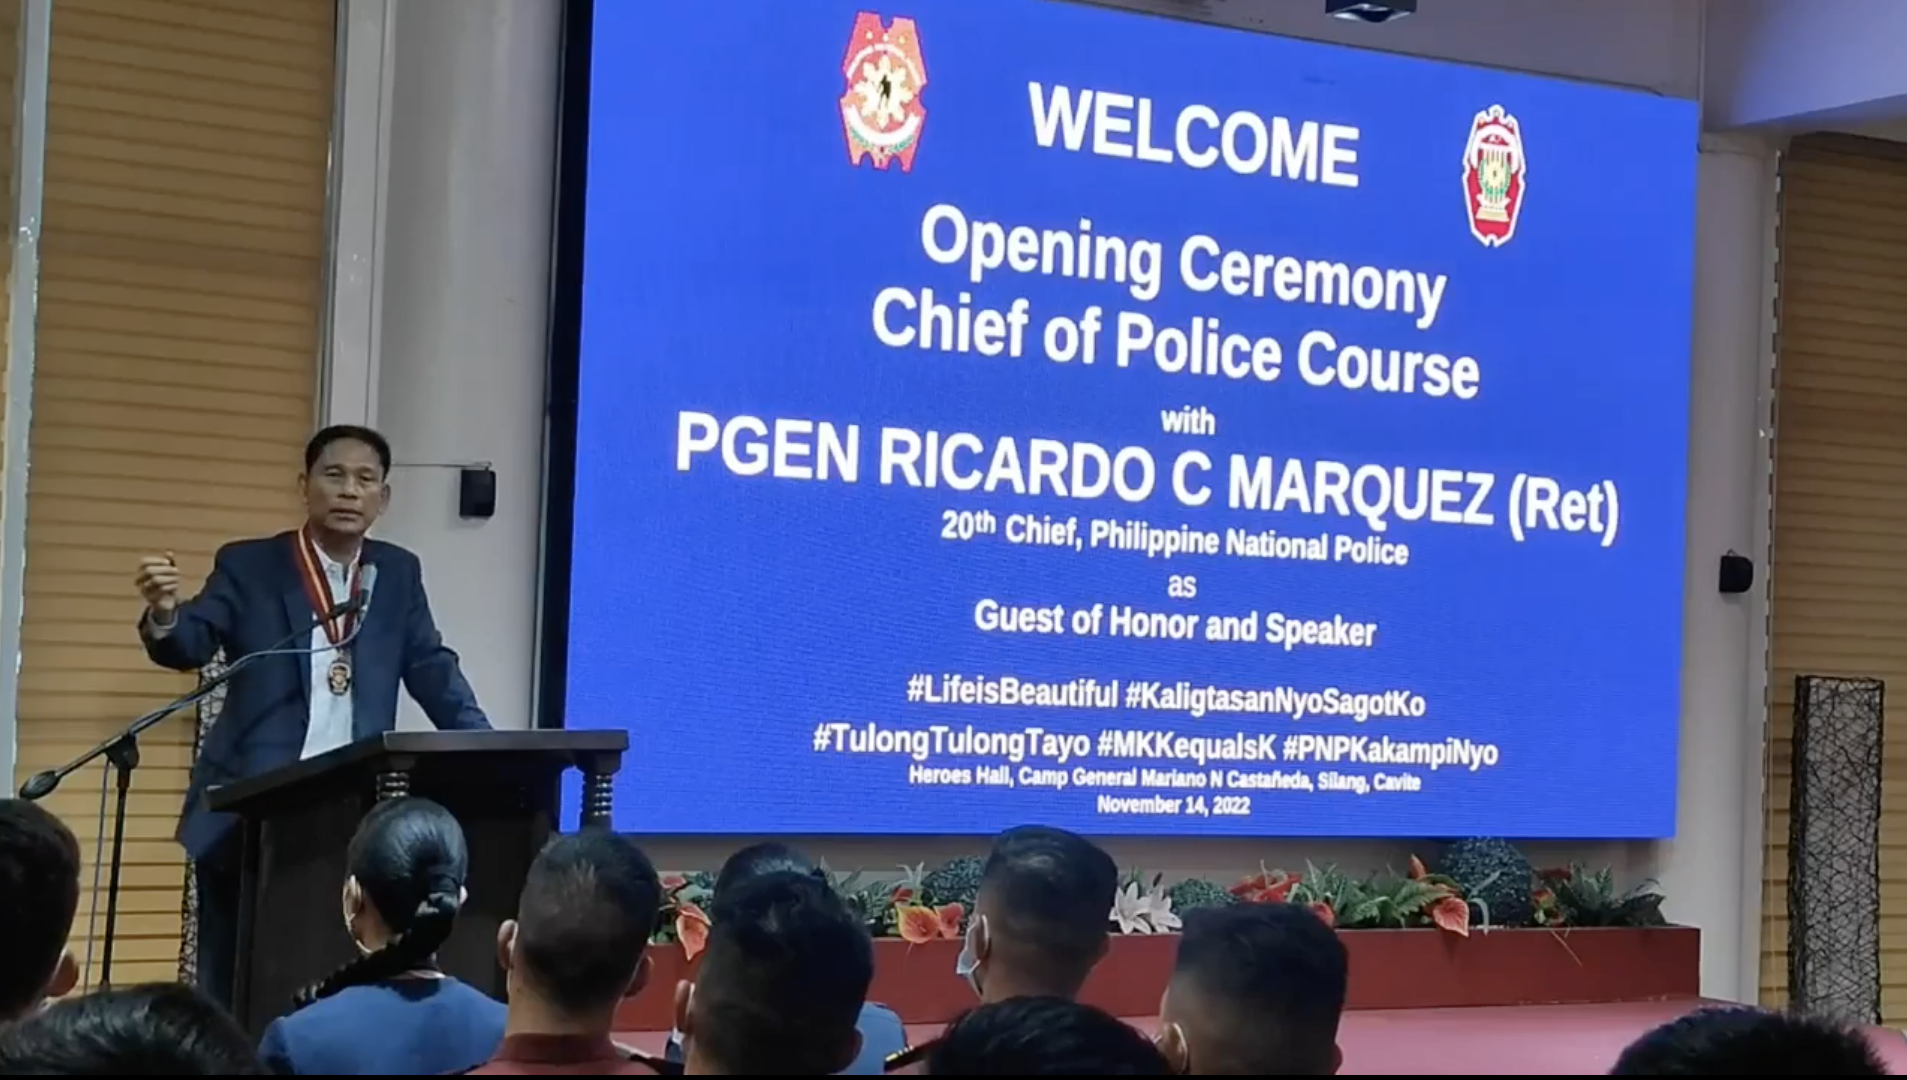 WELCOME
Opening Ceremony
Chief of Police Course
with
PGEN RICARDO C MARQUEZ (Ret)
20th Chief, Philippine National Police
as
Guest of Honor and Speaker
#LifeisBeautiful #KaligtasanNyoSagotKo
#TulongTulongTayo #MKKequalsK #PNPKakampiNyo
Heroes Hall, Camp General Mariano N Castañeda, Silang, Cavite
November 14, 2022